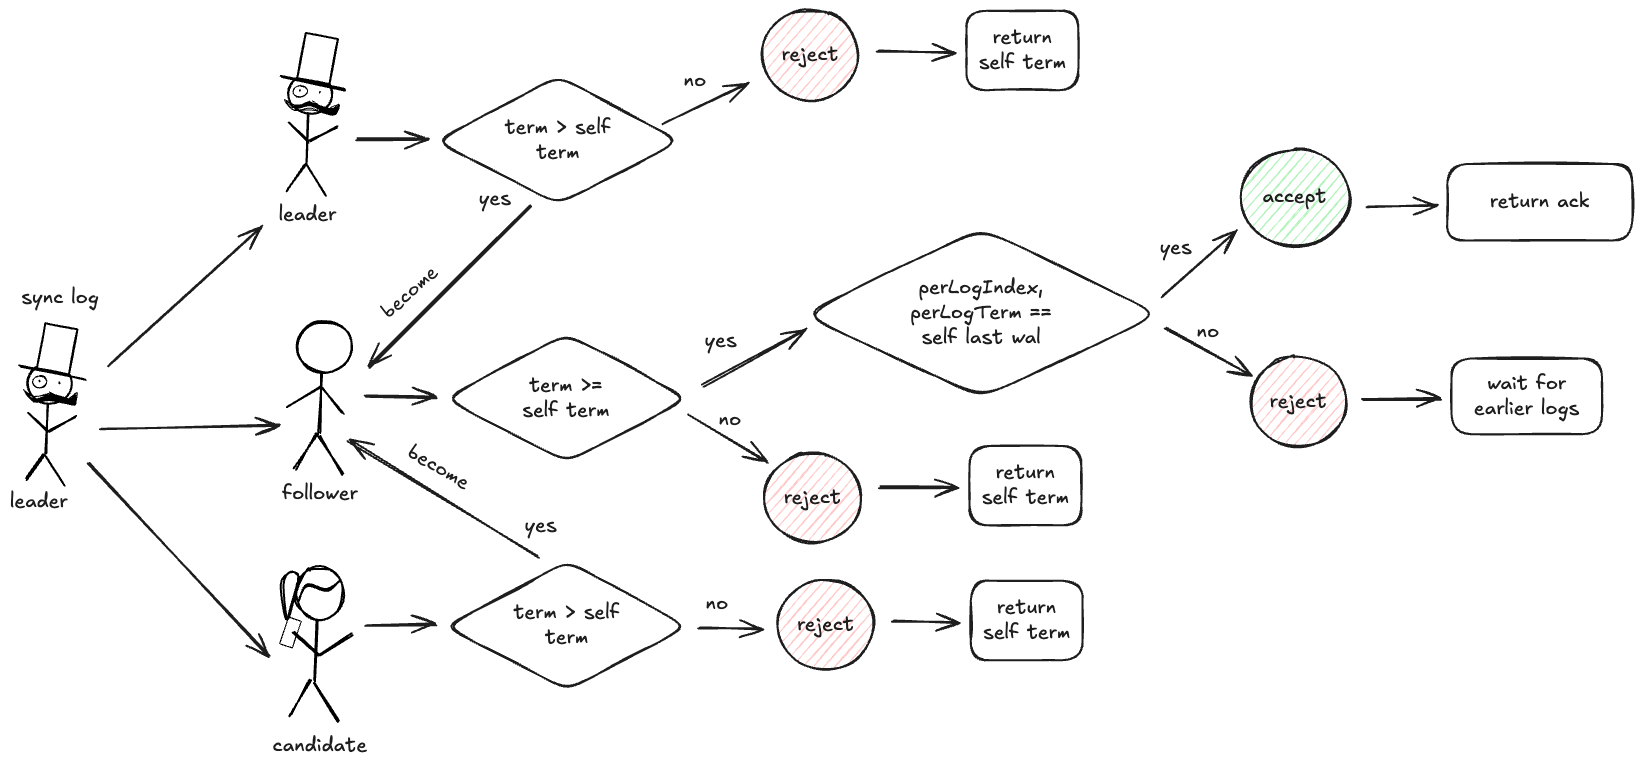 reject
return
self term
no
term > self
term
yes
leader
become
sync log
leader
follower
term >=
self term
yes
no
perLogIndex,
perLogTerm ==
self last wal
yes
accept
return ack
no
reject
wait for
earlier logs
reject
return
self term
become
yes
candidate
term > self
term
no
reject
return
self term